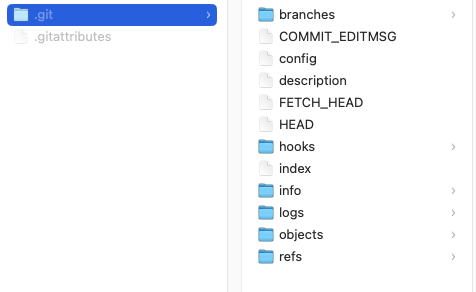 .git
.gitattributes
branches
COMMIT_EDITMSG
config
description
FETCH_HEAD
HEAD
hooks
index
info
logs
objects
refs